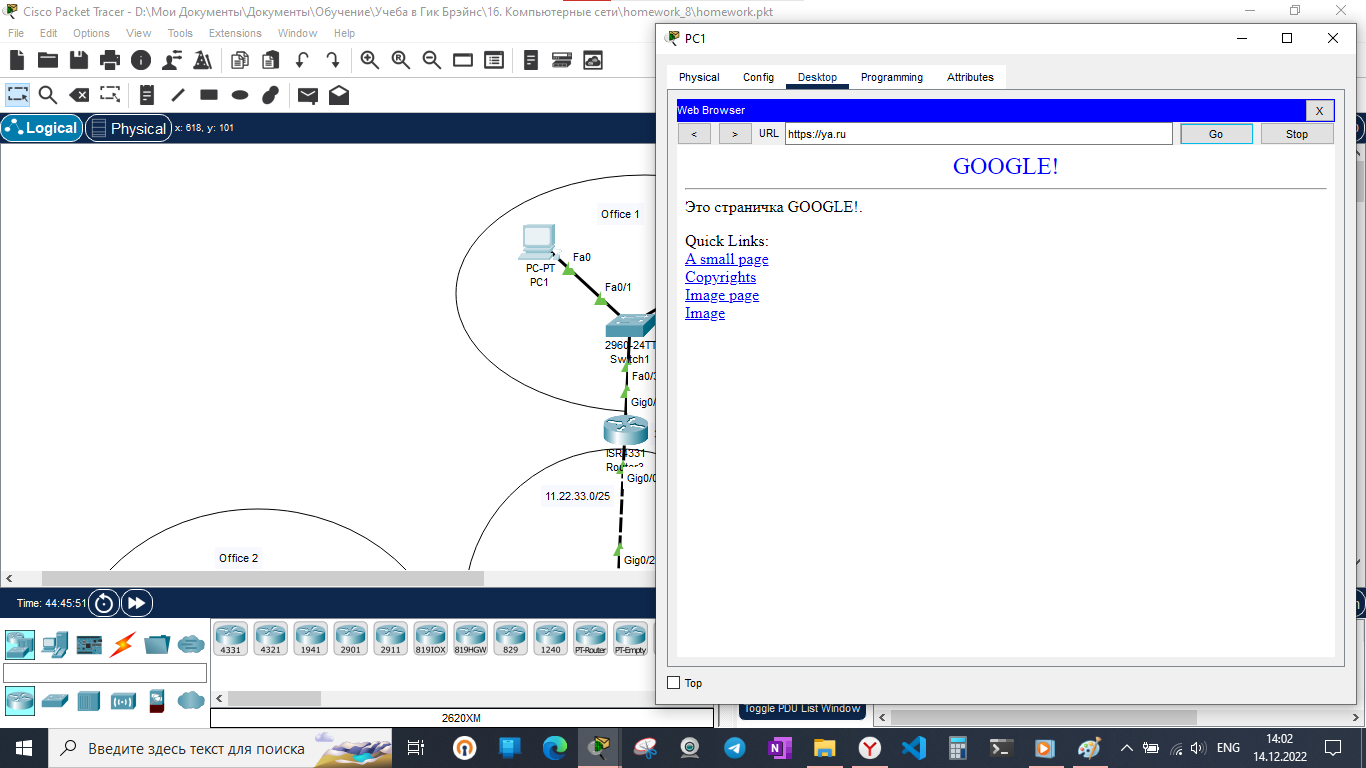 Cisco Packet Tracer - D:\Мои Документы\Документы\Обучение\Учеба в Гик Брэйнс\16. Компьютерные сети\homework_8\homework.pkt
File Edit Options View Tools Extensions Window Help
Logical
Physical
x: 618, y: 101
Office 1
PC-PT
PC1
Fa0
Fa0/1
2960-24TT
Switch1
Fa0/3
Gig0/
ISR4331
Router3
Gig0/0
11.22.33.0/25
Gig0/2
Office 2
PC1
Physical Config Desktop Programming Attributes
Web Browser
X
< > URL https://ya.ru Go Stop
GOOGLE!
Это страничка GOOGLE!.
Quick Links:
A small page
Copyrights
Image page
Image
Top
Time: 44:45:51
4331 4321 1941 2901 2911 819IOX 819HGW 829 1240 PT-Router PT-Empty
2620XM
Toggle PDU List Window
Введите здесь текст для поиска
ENG
14:02
14.12.2022